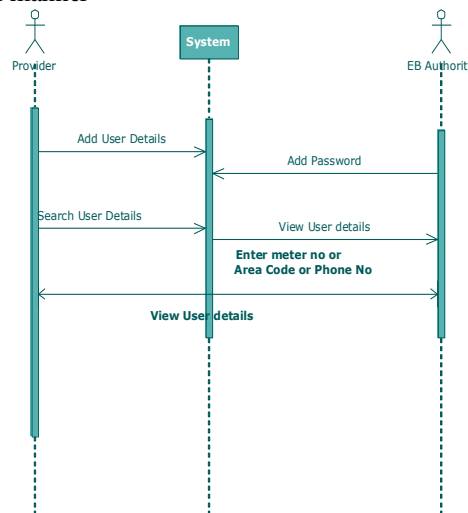 System
Provider
EB Authorit
Add User Details
Add Password
Search User Details
View User details
Enter meter no or
Area Code or Phone No
View User details